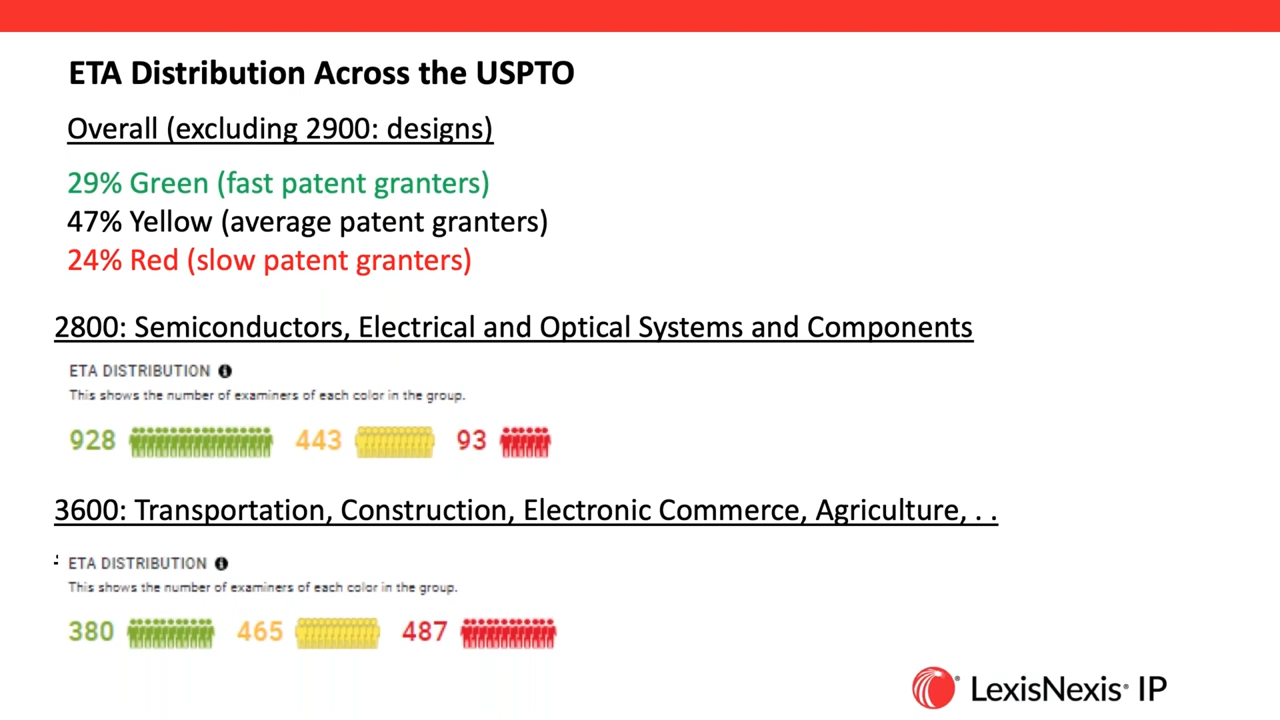 ETA Distribution Across the USPTO
Overall (excluding 2900: designs)
29% Green (fast patent granters)
47% Yellow (average patent granters)
24% Red (slow patent granters)
2800: Semiconductors, Electrical and Optical Systems and Components
ETA DISTRIBUTION
This shows the number of examiners of each color in the group.
928 443 93
3600: Transportation, Construction, Electronic Commerce, Agriculture, . .
.
ETA DISTRIBUTION
This shows the number of examiners of each color in the group.
380 465 487
LexisNexis® IP